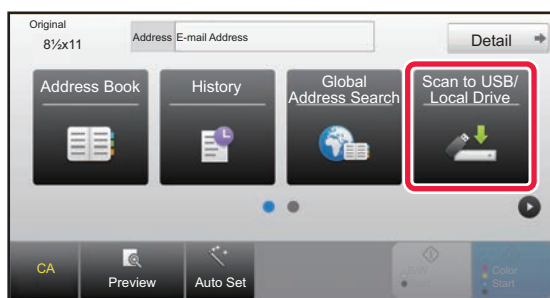 Original
8½x11
Address
E-mail Address
Detail
Address Book
History
Global
Address Search
Scan to USB/
Local Drive
CA
Preview
Auto Set
B/W
Start
Color
Start